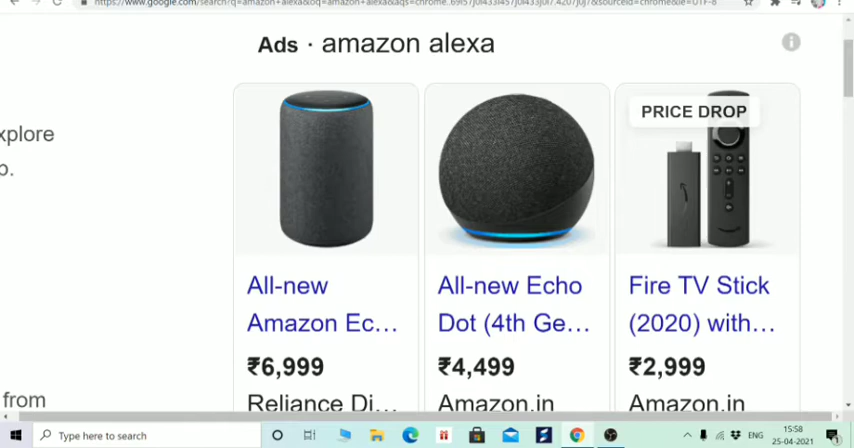 Ads · amazon alexa
xplore
p.
from
PRICE DROP
All-new
Amazon Ec...
₹6,999
Reliance Di...
All-new Echo
Dot (4th Ge...
₹4,499
Amazon.in
Fire TV Stick
(2020) with...
₹2,999
Amazon.in
Type here to search
ENG
15:58
25-04-2021